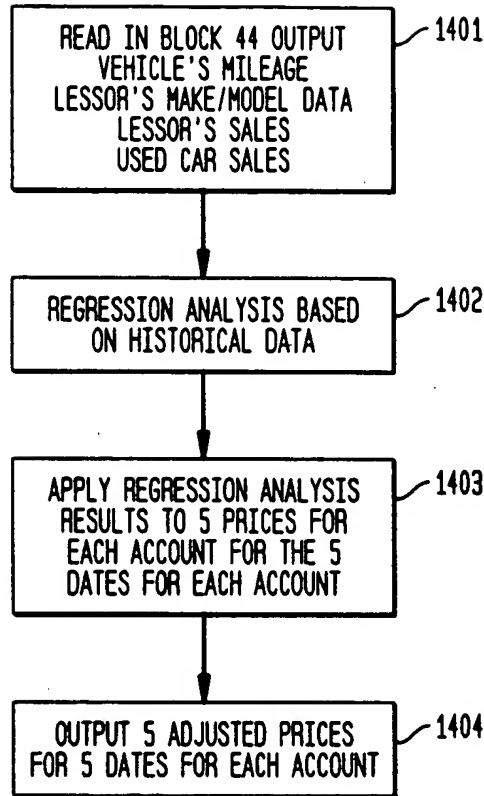 READ IN BLOCK 44 OUTPUT
VEHICLE'S MILEAGE
LESSOR'S MAKE/MODEL DATA
LESSOR'S SALES
USED CAR SALES
1401
REGRESSION ANALYSIS BASED
ON HISTORICAL DATA
1402
APPLY REGRESSION ANALYSIS
RESULTS TO 5 PRICES FOR
EACH ACCOUNT FOR THE 5
DATES FOR EACH ACCOUNT
1403
OUTPUT 5 ADJUSTED PRICES
FOR 5 DATES FOR EACH ACCOUNT
1404